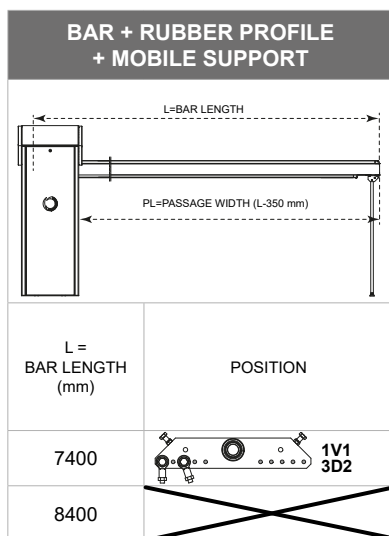 BAR + RUBBER PROFILE
+ MOBILE SUPPORT
L=BAR LENGTH
PL=PASSAGE WIDTH (L-350 mm)
L =
BAR LENGTH
(mm)
POSITION
7400
1V1
3D2
8400